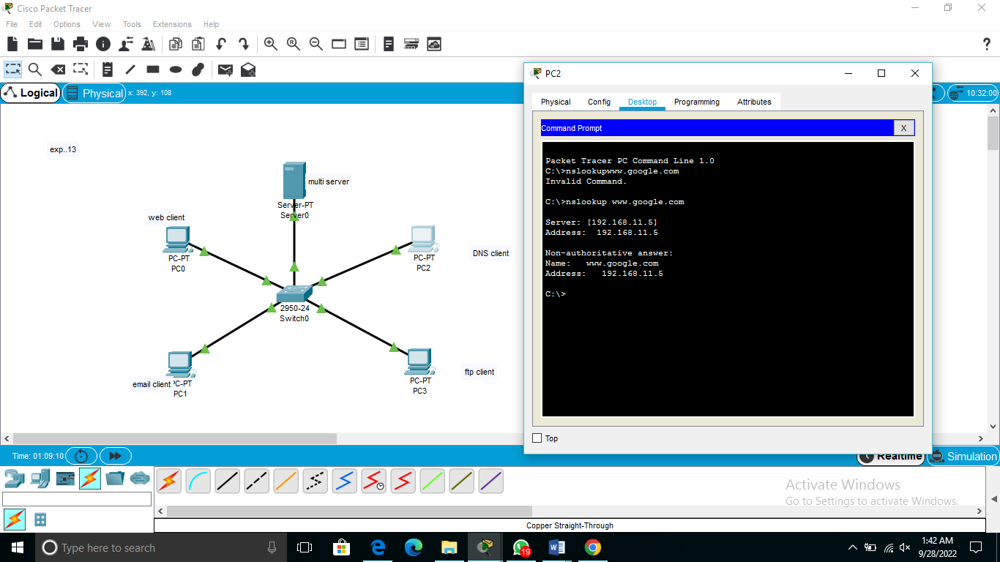 Cisco Packet Tracer
File Edit Options View Tools Extensions Help
Logical Physical x: 392, y: 108
10:32:00
exp..13
multi server
Server-PT
Server0
web client
PC-PT
PC0
PC-PT
PC2
DNS client
2950-24
Switch0
email client PC-PT
PC1
PC-PT
PC3
ftp client
PC2
Physical Config Desktop Programming Attributes
Command Prompt X
Packet Tracer PC Command Line 1.0
C:\>nslookupwww.google.com
Invalid Command.
C:\>nslookup www.google.com
Server: [192.168.11.5]
Address:  192.168.11.5
Non-authoritative answer:
Name:   www.google.com
Address:   192.168.11.5
C:\>
Top
Time: 01:09:10
Realtime Simulation
Activate Windows
Go to Settings to activate Windows.
Copper Straight-Through
Type here to search
19
1:42 AM
9/28/2022